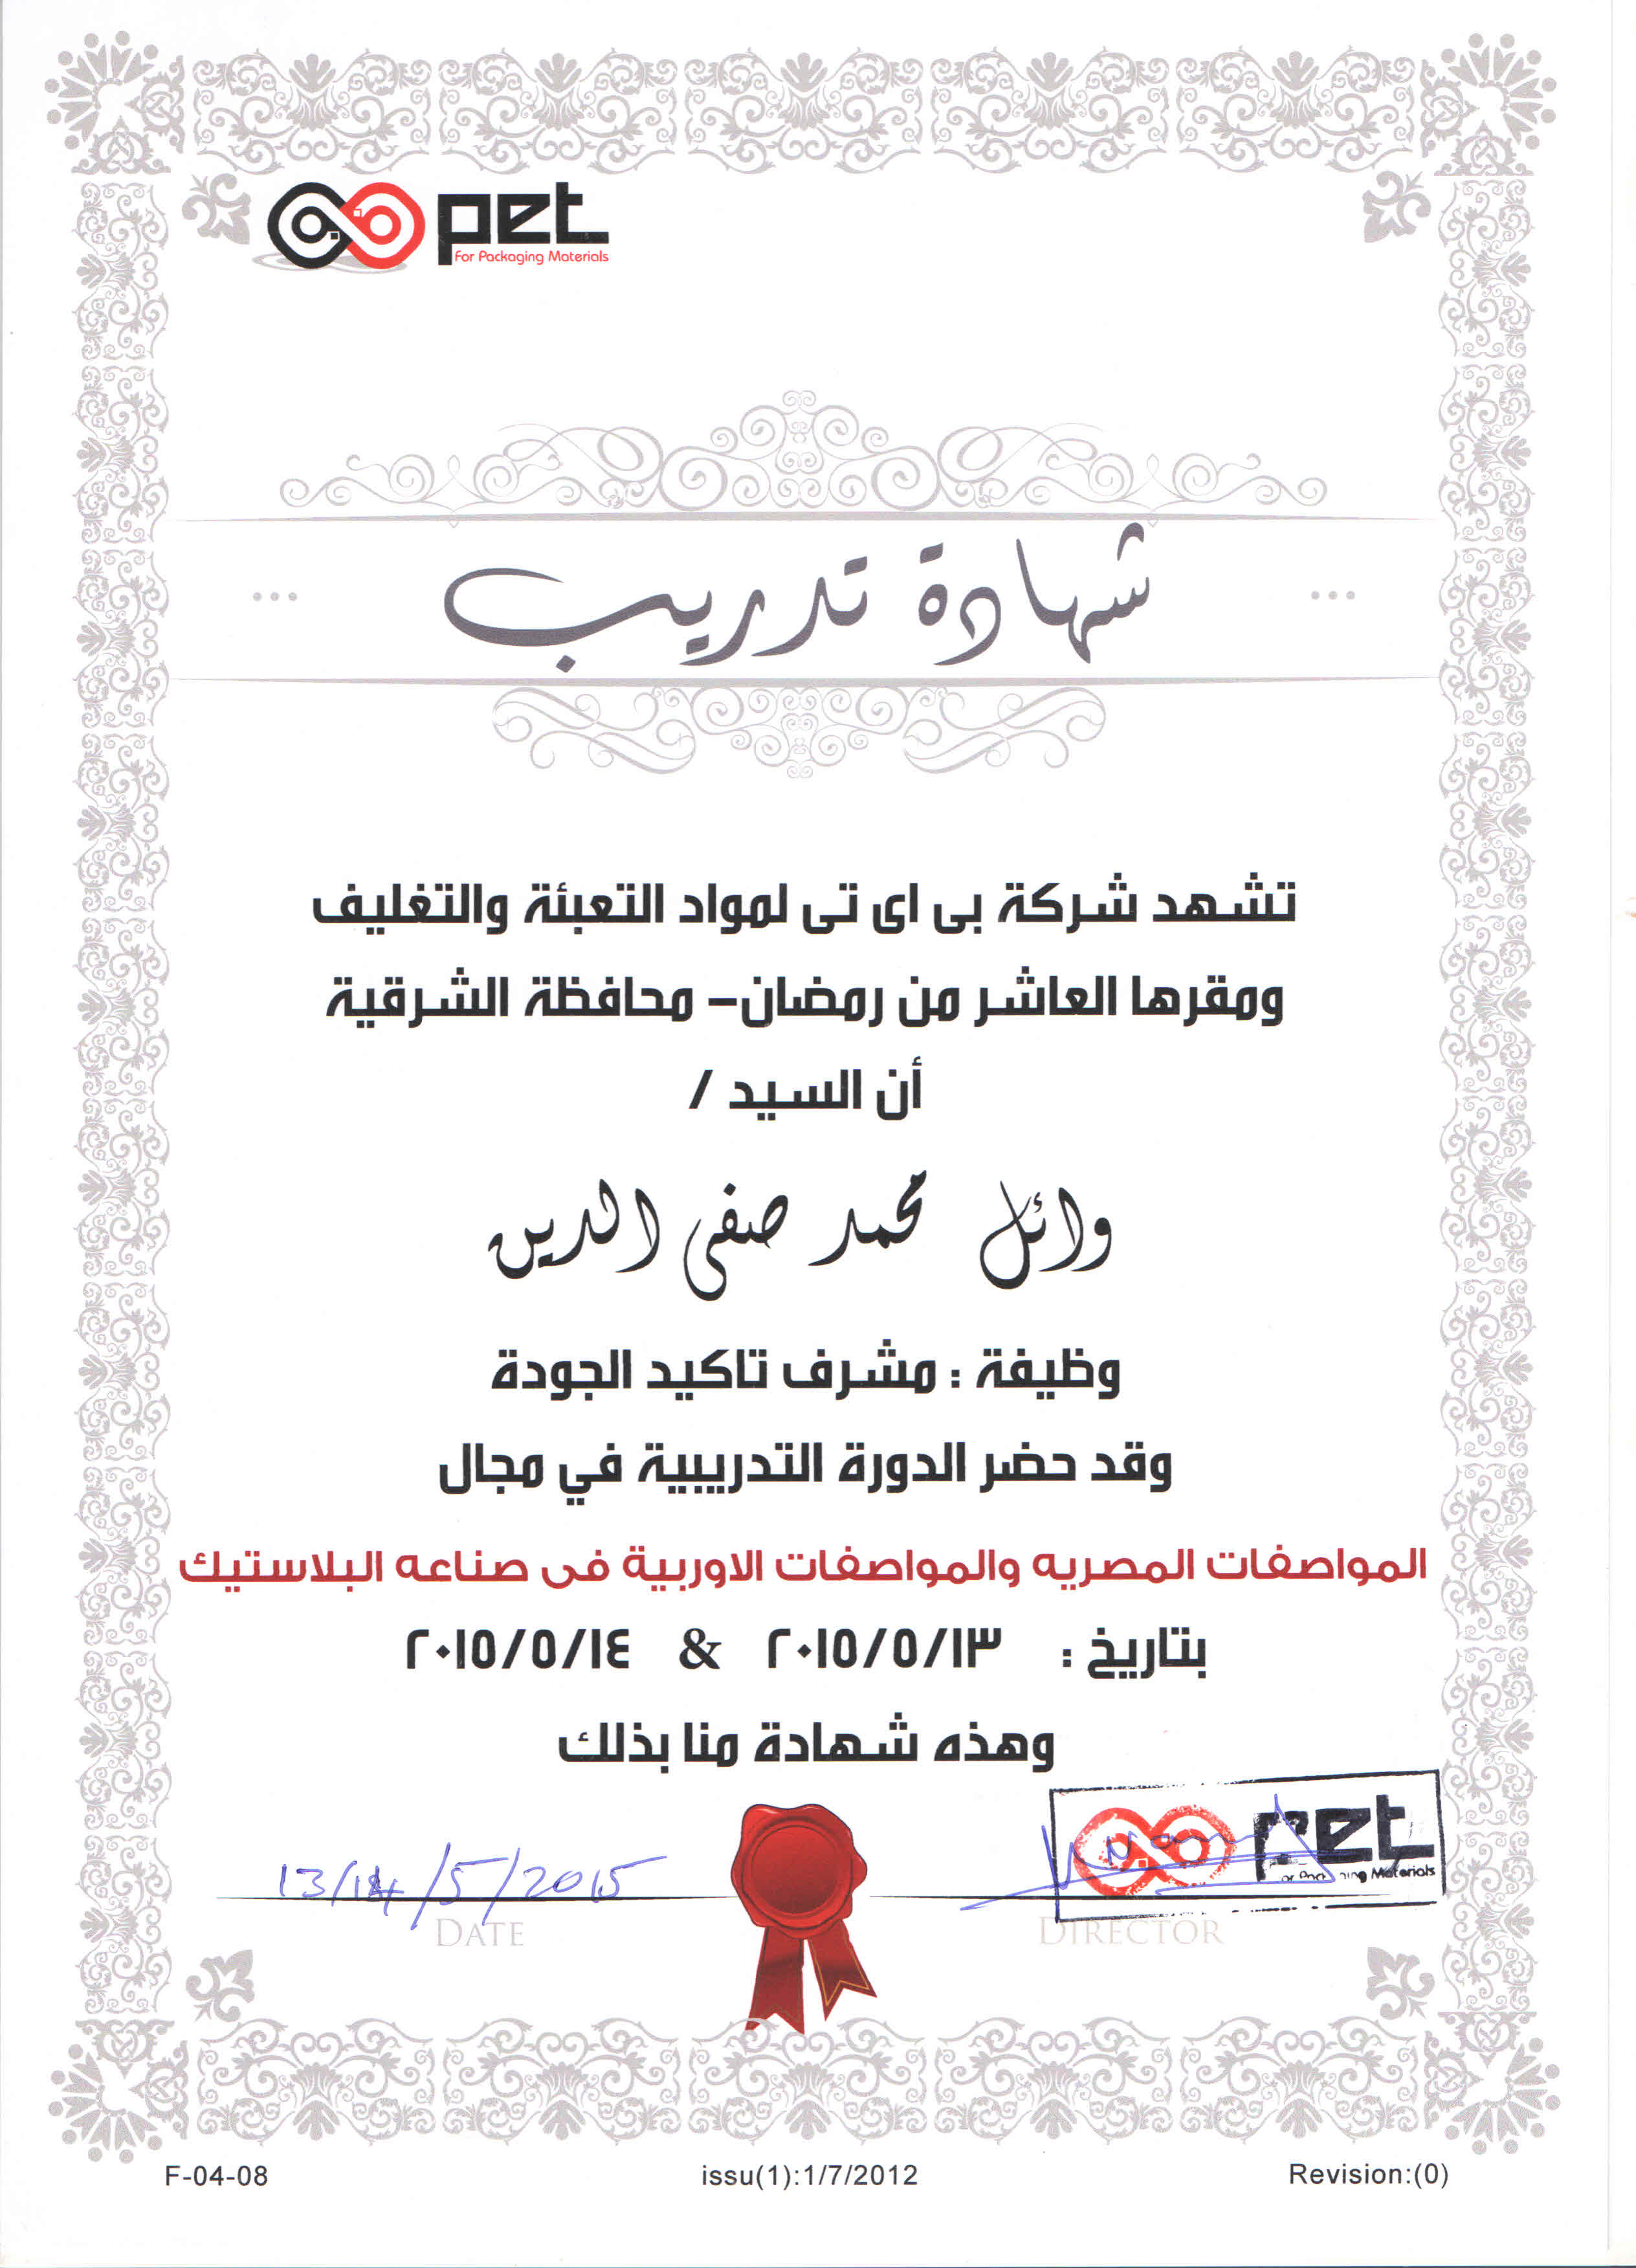 pet
For Packaging Materials
شهادة تدريب
تشهد شركة بى اى تى لمواد التعبئة والتغليف
ومقرها العاشر من رمضان- محافظة الشرقية
أن السيد /
وائل محمد صفى الدين
وظيفة : مشرف تاكيد الجودة
وقد حضر الدورة التدريبية في مجال
المواصفات المصريه والمواصفات الاوربية فى صناعه البلاستيك
بتاريخ : ٢٠١٥/٥/١٣ & ٢٠١٥/٥/١٤
وهذه شهادة منا بذلك
pet
Materials
13/14/5/2015
DATE
DIRECTOR
F-04-08
issu(1):1/7/2012
Revision:(0)